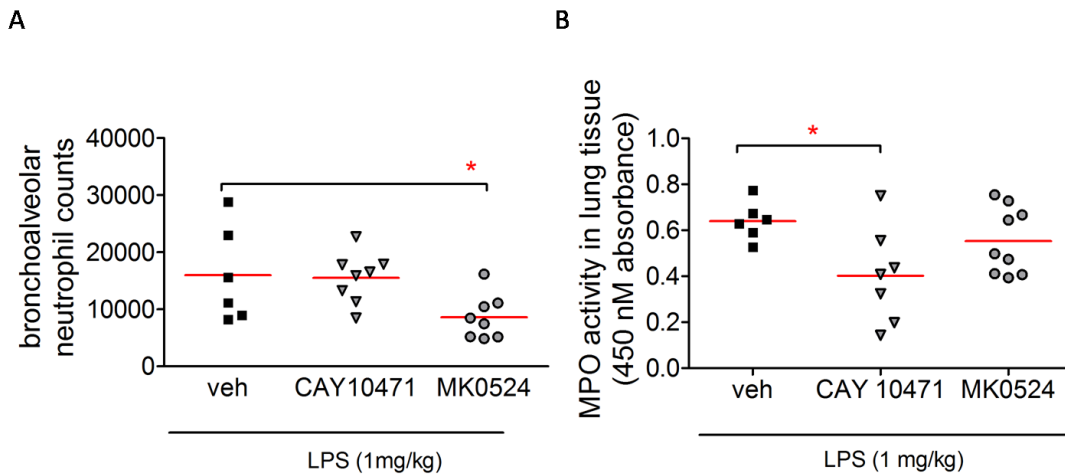 A
bronchoalveolar
neutrophil counts
40000
30000
20000
10000
0
*
veh CAY10471 MK0524
LPS (1mg/kg)
B
MPO activity in lung tissue
(450 nM absorbance)
1.0
0.8
0.6
0.4
0.2
0.0
*
veh CAY 10471 MK0524
LPS (1 mg/kg)